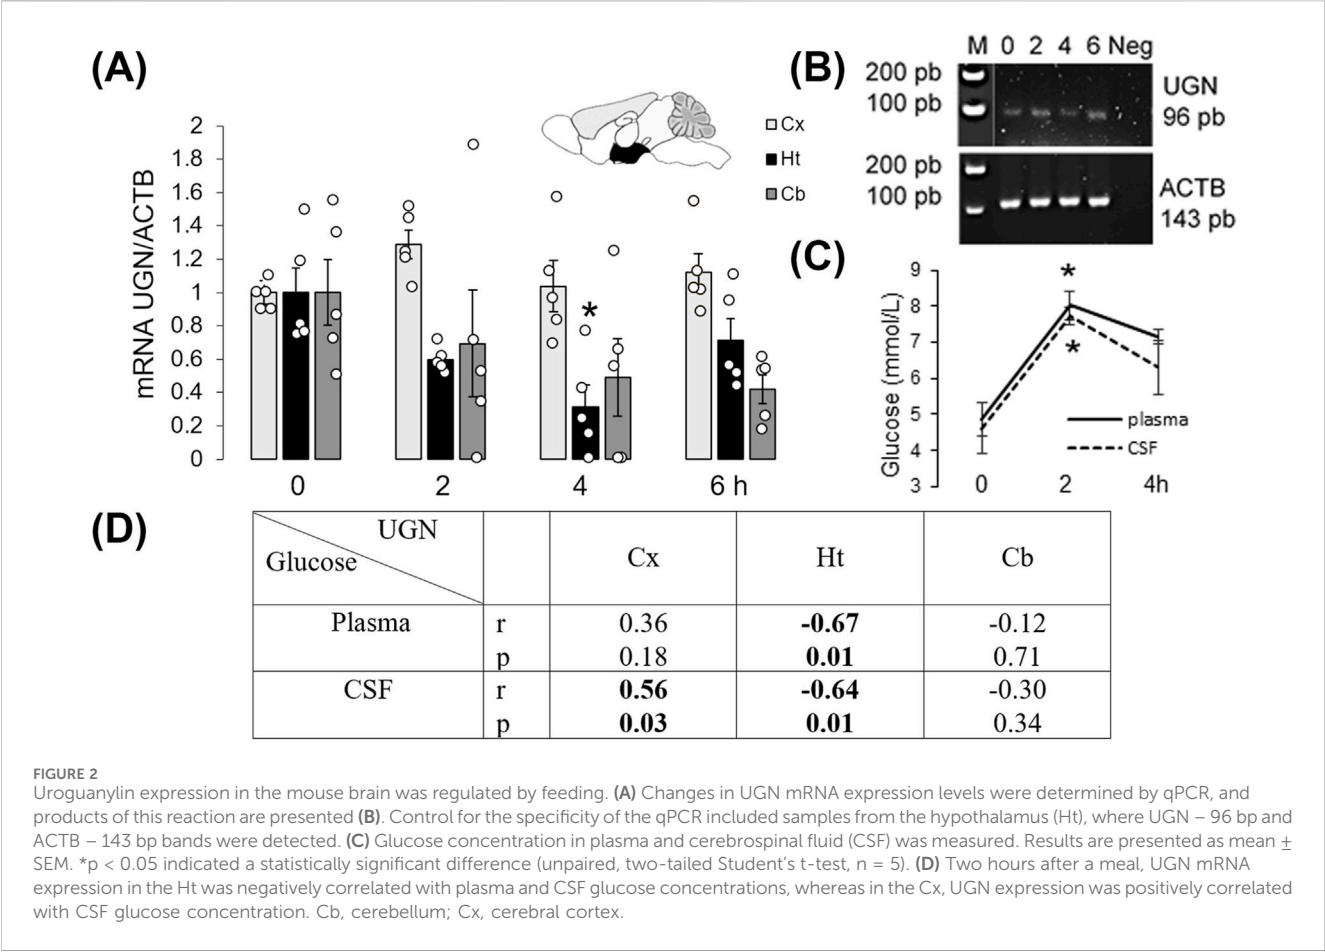 (A)
mRNA UGN/ACTB
2
1.8
1.6
1.4
1.2
1
0.8
0.6
0.4
0.2
0
*
0 2 4 6 h
Cx
Ht
Cb
(B)
M 0 2 4 6 Neg
200 pb
100 pb
UGN
96 pb
200 pb
100 pb
ACTB
143 pb
(C)
Glucose (mmol/L)
9
8
7
6
5
4
3
*
*
plasma
CSF
0 2 4h
(D)
UGN
Glucose
Cx Ht Cb
Plasma r 0.36 -0.67 -0.12
p 0.18 0.01 0.71
CSF r 0.56 -0.64 -0.30
p 0.03 0.01 0.34
FIGURE 2
Uroguanylin expression in the mouse brain was regulated by feeding. (A) Changes in UGN mRNA expression levels were determined by qPCR, and
products of this reaction are presented (B). Control for the specificity of the qPCR included samples from the hypothalamus (Ht), where UGN – 96 bp and
ACTB – 143 bp bands were detected. (C) Glucose concentration in plasma and cerebrospinal fluid (CSF) was measured. Results are presented as mean ±
SEM. *p < 0.05 indicated a statistically significant difference (unpaired, two-tailed Student's t-test, n = 5). (D) Two hours after a meal, UGN mRNA
expression in the Ht was negatively correlated with plasma and CSF glucose concentrations, whereas in the Cx, UGN expression was positively correlated
with CSF glucose concentration. Cb, cerebellum; Cx, cerebral cortex.